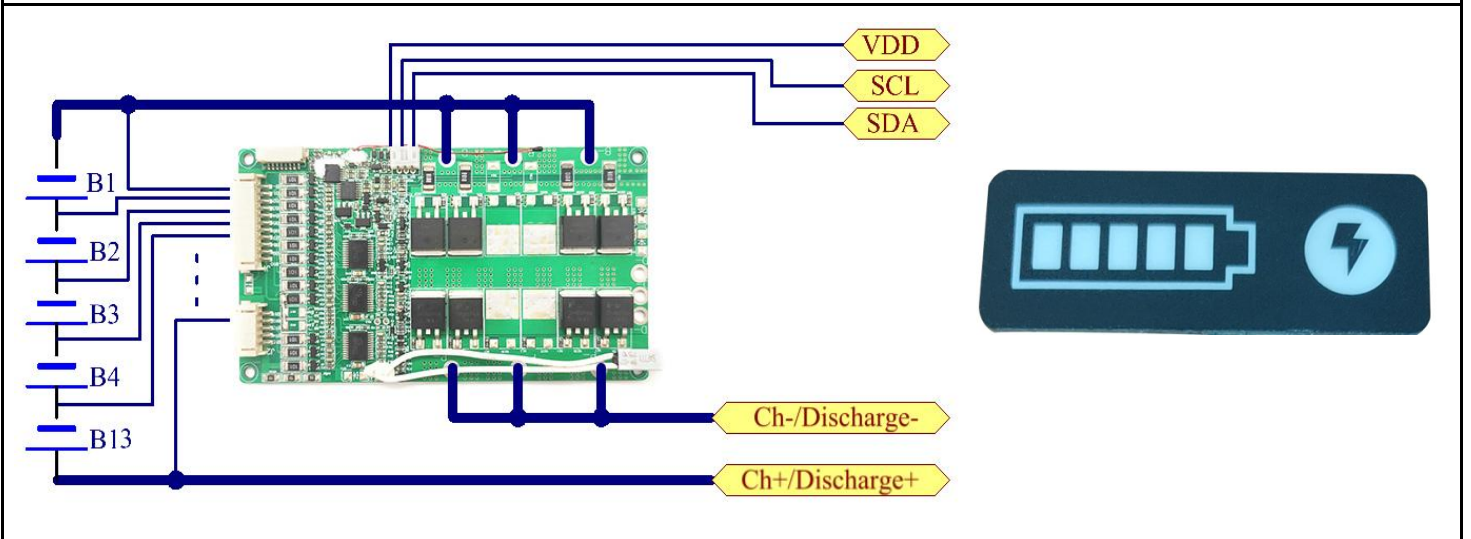 VDD
SCL
SDA
B1
B2
B3
B4
B13
Ch-/Discharge-
Ch+/Discharge+